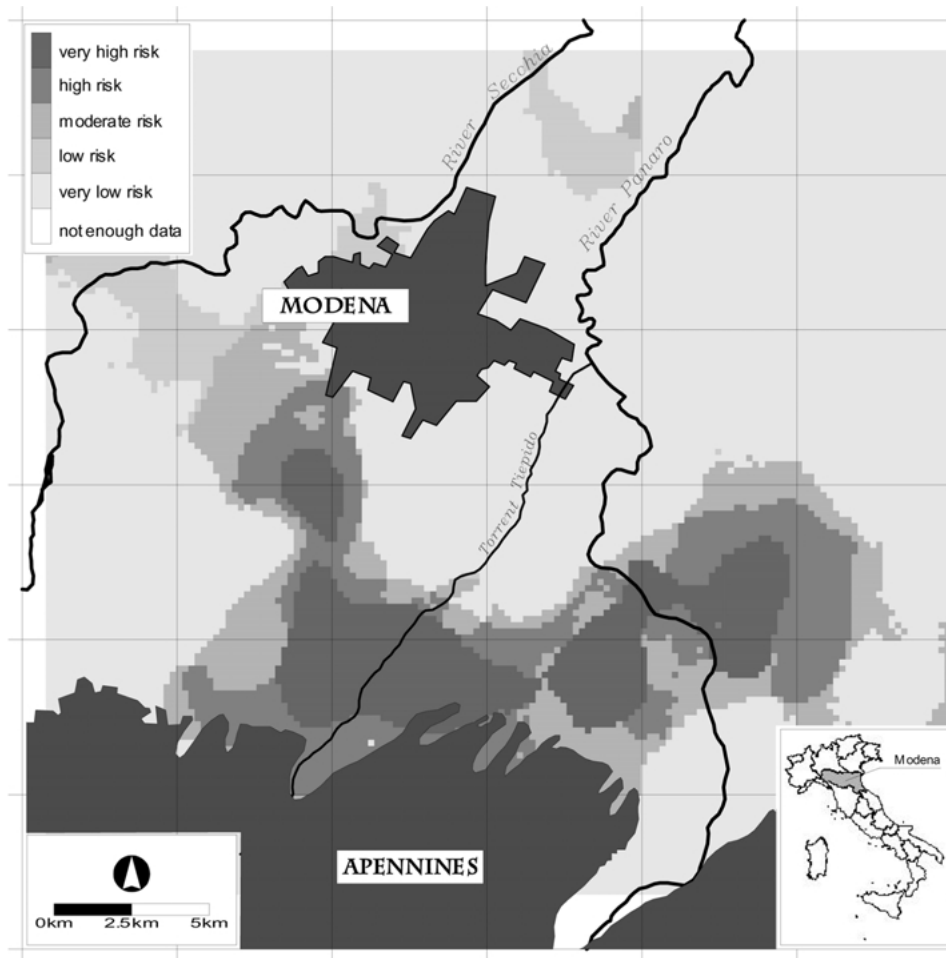 very high risk
high risk
moderate risk
low risk
very low risk
not enough data
River Secchia
River Panaro
MODENA
Torrent Tiepido
Modena
APENNINES
0km 2.5km 5km